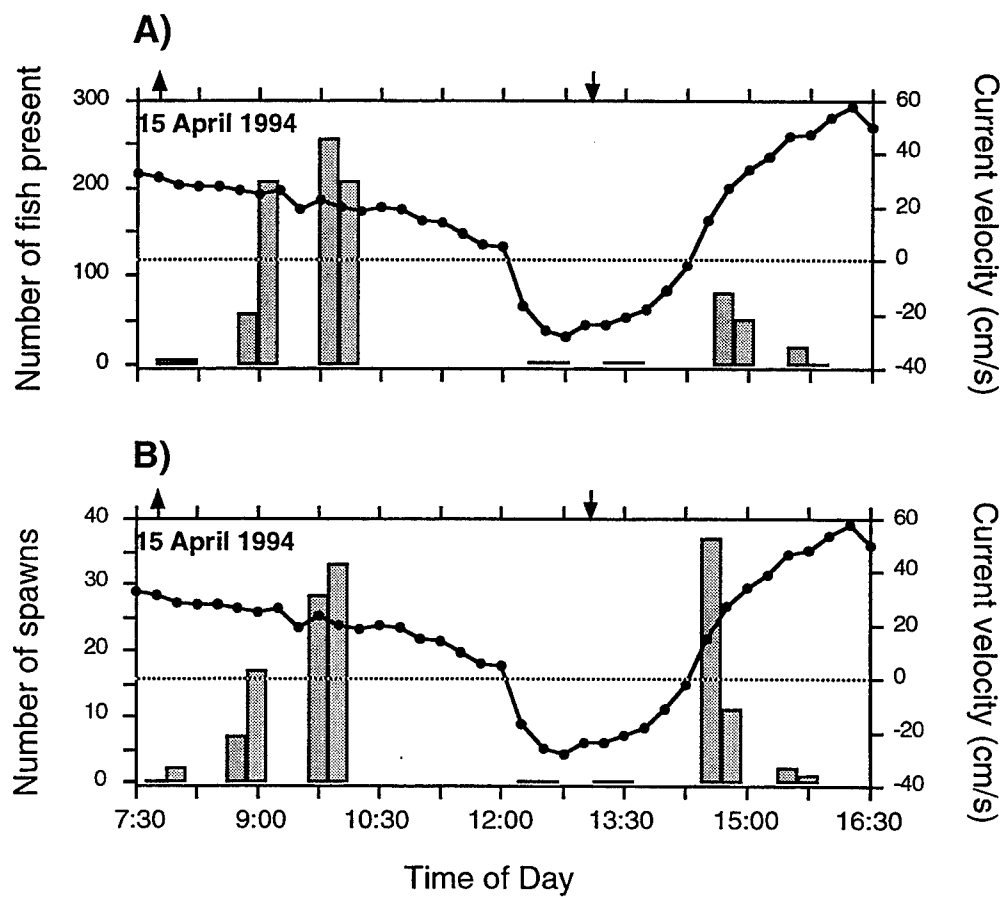 A)
15 April 1994
Number of fish present
300
200
100
0
Current velocity (cm/s)
60
40
20
0
-20
-40
B)
15 April 1994
Number of spawns
40
30
20
10
0
Current velocity (cm/s)
60
40
20
0
-20
-40
7:30 9:00 10:30 12:00 13:30 15:00 16:30
Time of Day